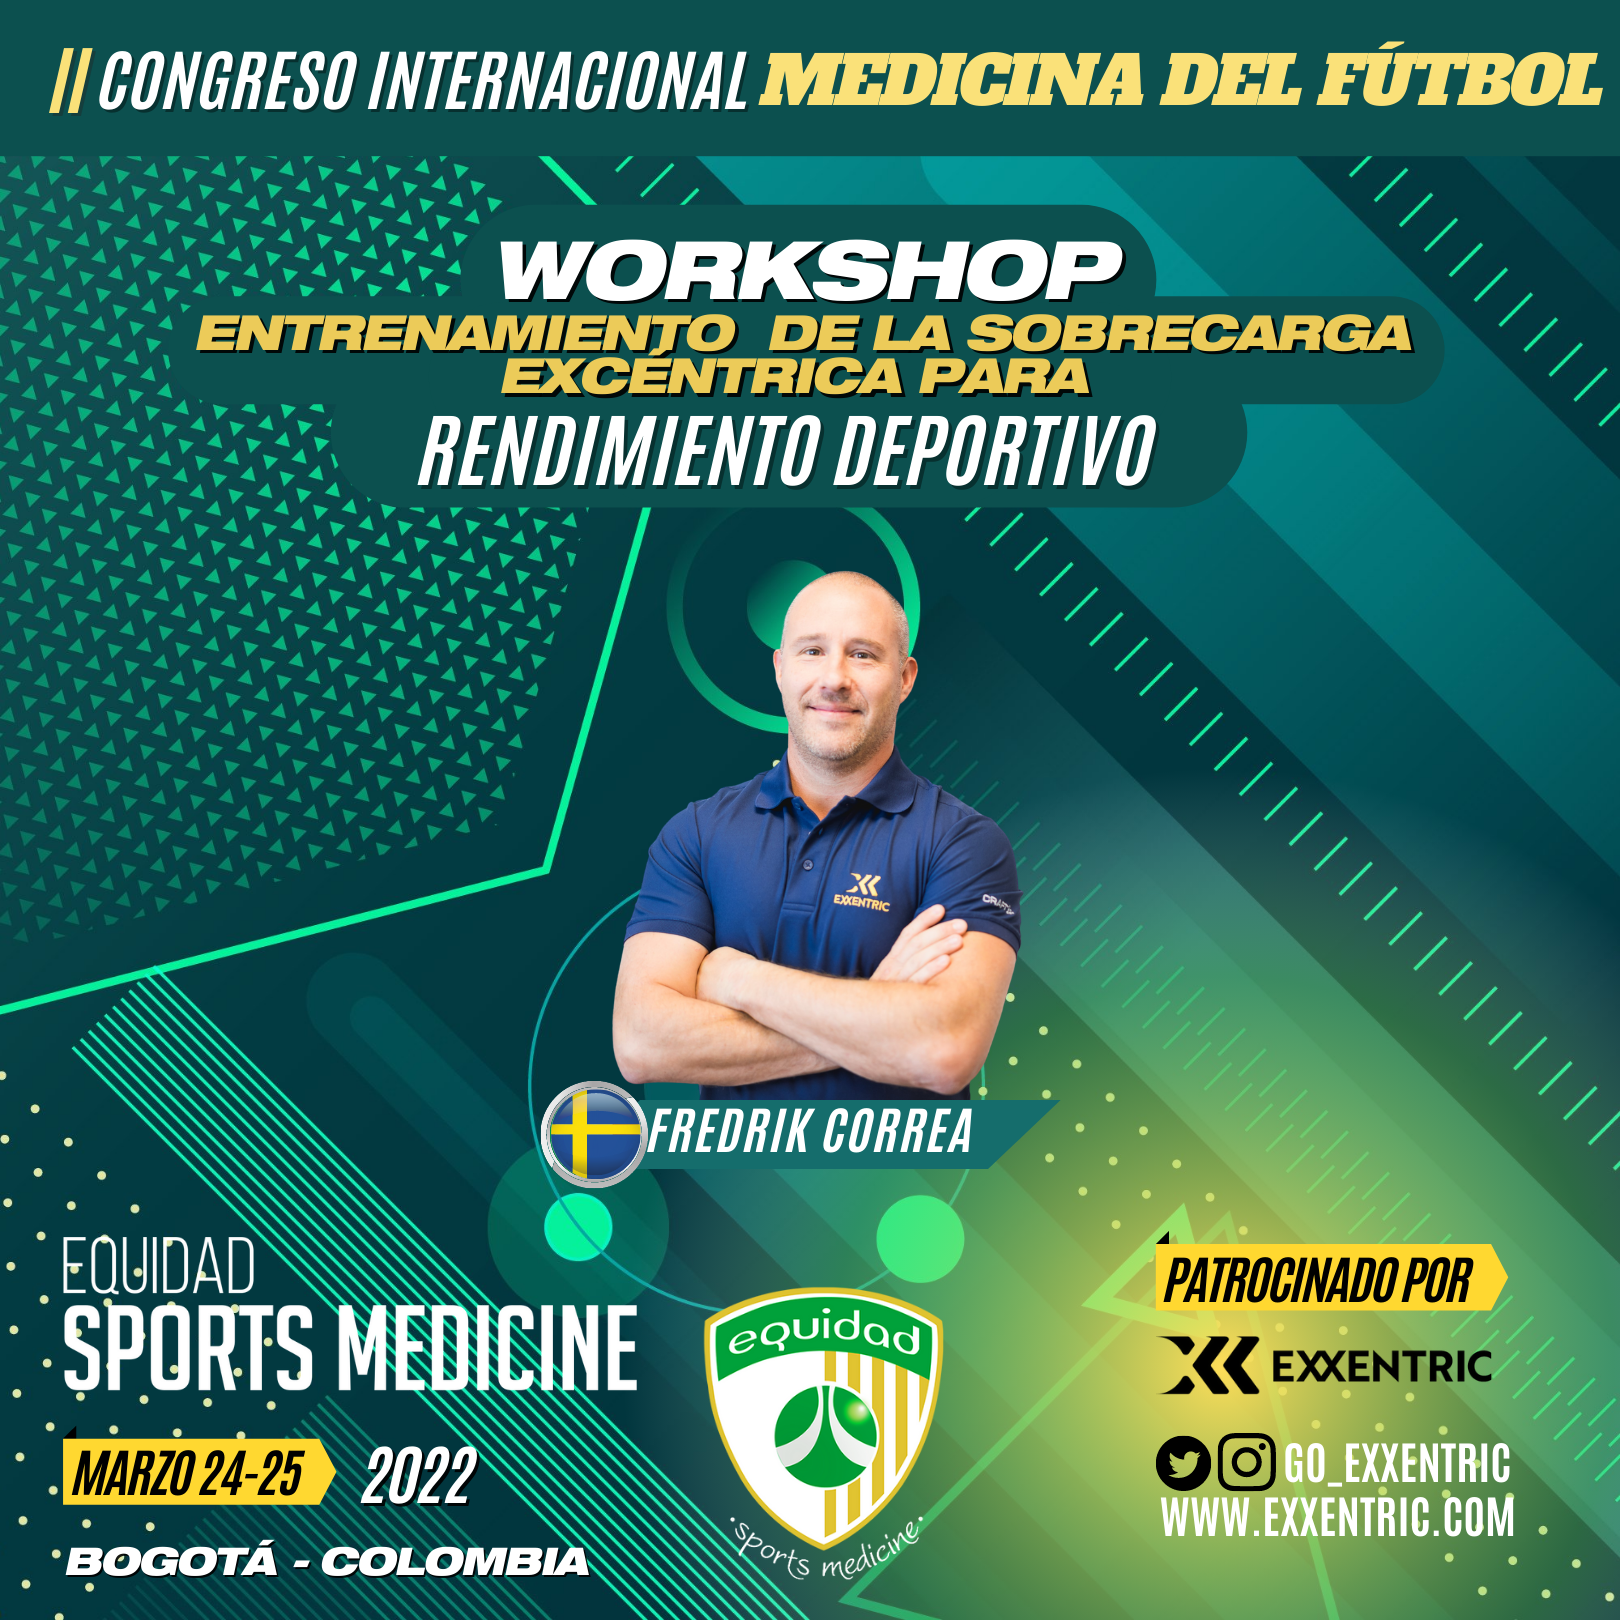 II CONGRESO INTERNACIONAL MEDICINA DEL FÚTBOL
WORKSHOP
ENTRENAMIENTO DE LA SOBRECARGA
EXCÉNTRICA PARA
RENDIMIENTO DEPORTIVO
EXXENTRIC
CRAFT
FREDRIK CORREA
EQUIDAD
SPORTS MEDICINE
MARZO 24-25 2022
BOGOTÁ - COLOMBIA
equidad
sports medicine
PATROCINADO POR
EXXENTRIC
GO_EXXENTRIC
WWW.EXXENTRIC.COM